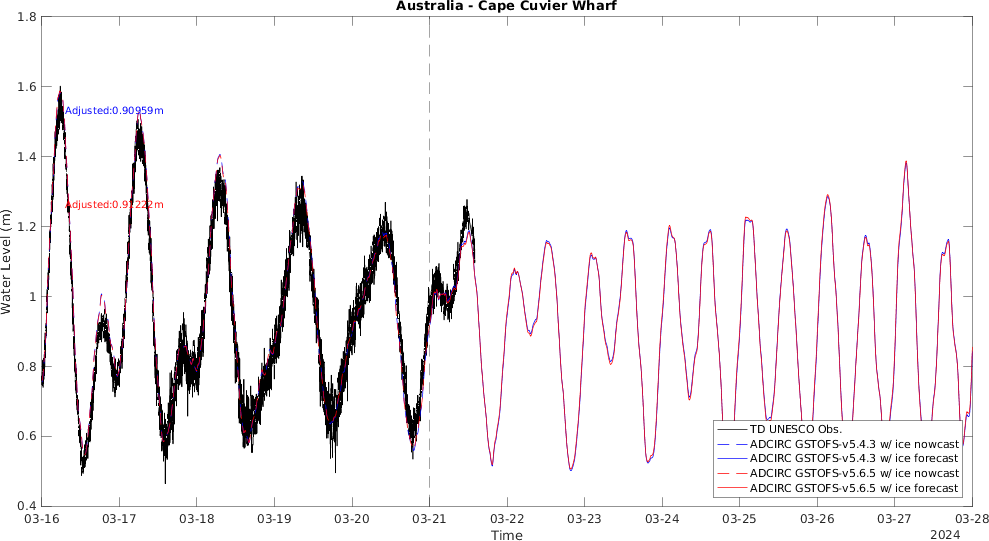 Australia - Cape Cuvier Wharf
1.8
1.6
1.4
1.2
1
0.8
0.6
0.4
Water Level (m)
Adjusted:0.90959m
Adjusted:0.92222m
TD UNESCO Obs.
ADCIRC GSTOFS-v5.4.3 w/ ice nowcast
ADCIRC GSTOFS-v5.4.3 w/ ice forecast
ADCIRC GSTOFS-v5.6.5 w/ ice nowcast
ADCIRC GSTOFS-v5.6.5 w/ ice forecast
03-16 03-17 03-18 03-19 03-20 03-21 03-22 03-23 03-24 03-25 03-26 03-27 03-28
Time
2024